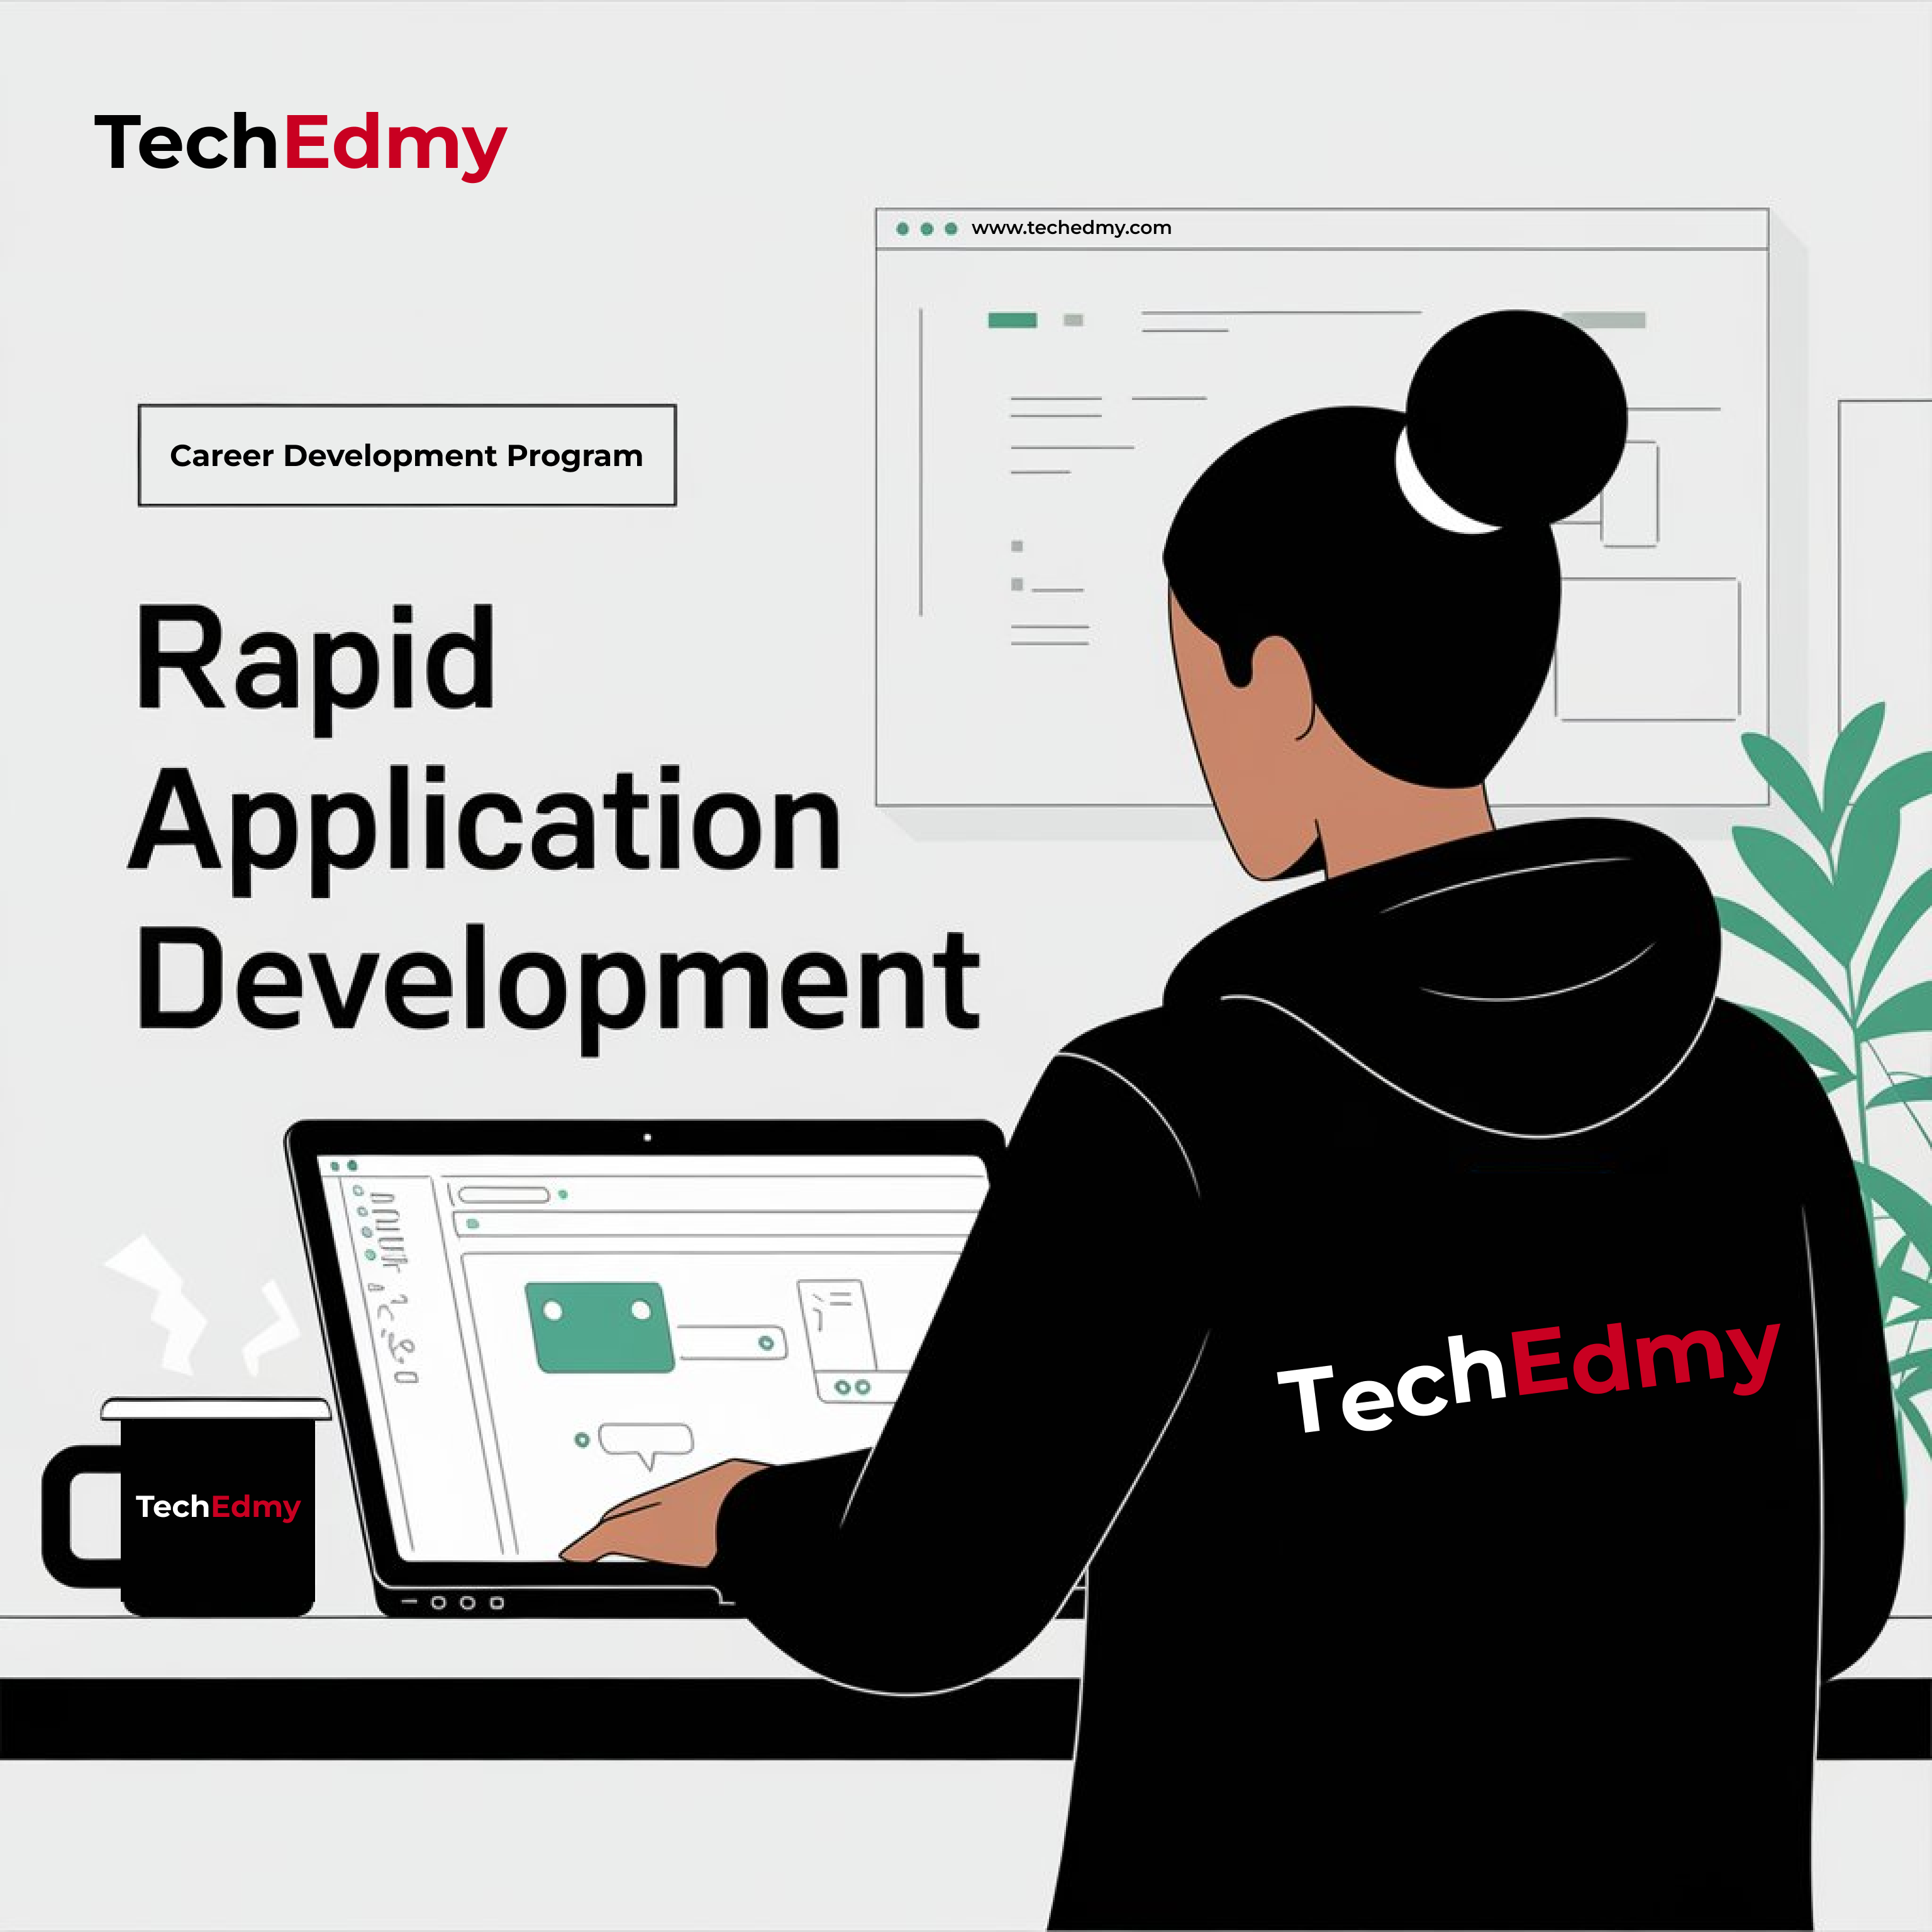 TechEdmy
www.techedmy.com
Career Development Program
Rapid
Application
Development
TechEdmy
TechEdmy